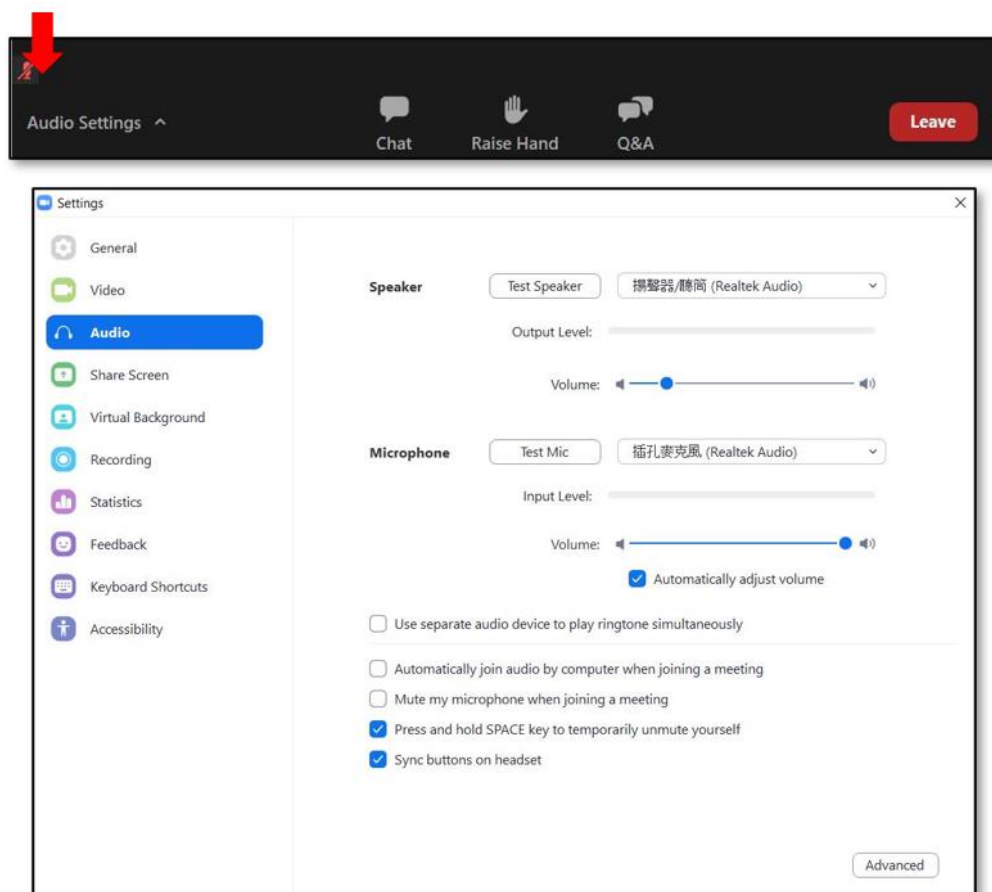 Audio Settings ^
Chat
Raise Hand
Q&A
Leave
Settings
General
Video
Audio
Share Screen
Virtual Background
Recording
Statistics
Feedback
Keyboard Shortcuts
Accessibility
Speaker
Test Speaker
揚聲器/聽筒 (Realtek Audio)
Output Level:
Volume:
Microphone
Test Mic
插孔麥克風 (Realtek Audio)
Input Level:
Volume:
Automatically adjust volume
Use separate audio device to play ringtone simultaneously
Automatically join audio by computer when joining a meeting
Mute my microphone when joining a meeting
Press and hold SPACE key to temporarily unmute yourself
Sync buttons on headset
Advanced